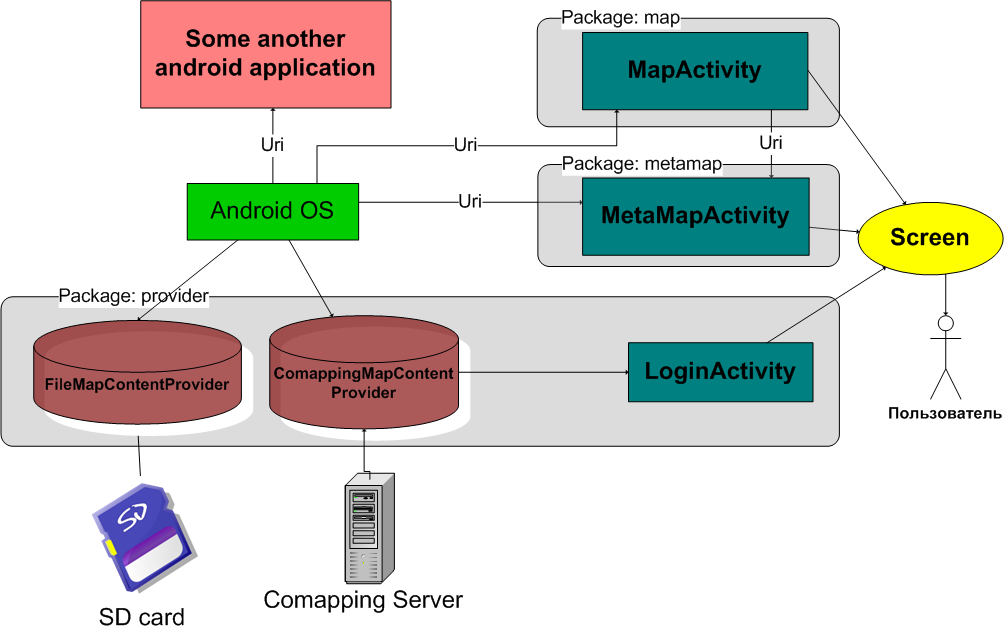 Package: map
Some another
android application
MapActivity
Uri
Uri
Uri
Package: metamap
Android OS
Uri
MetaMapActivity
Screen
Package: provider
FileMapContentProvider
ComappingMapContent
Provider
LoginActivity
Пользователь
SD
Comapping Server
SD card